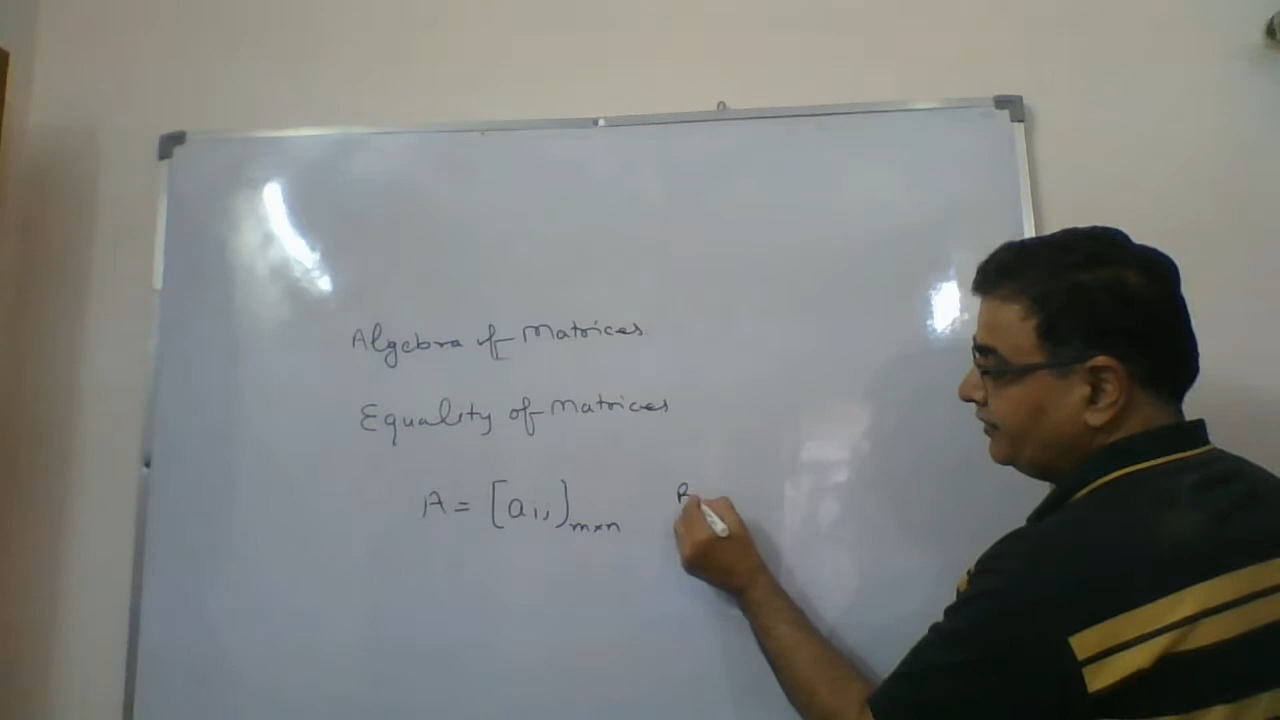 Algebra of Matrices
Equality of Matrices
A = [aij]m×n B